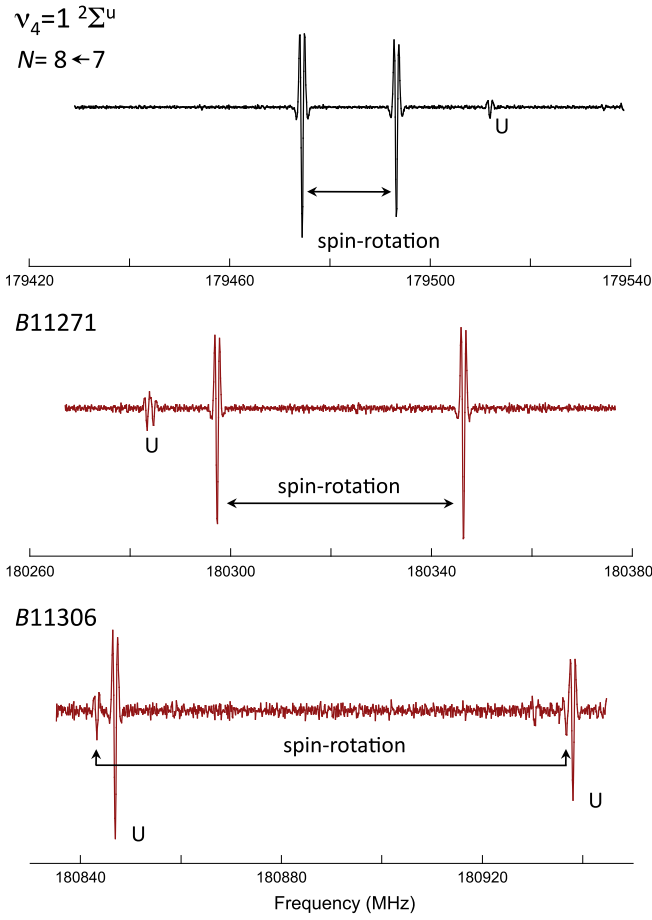 ν₄=1 ²Σᵘ
N= 8 ←7
U
spin-rotation
179420 179460 179500 179540
B11271
U
spin-rotation
180260 180300 180340 180380
B11306
spin-rotation
U
U
180840 180880 180920
Frequency (MHz)